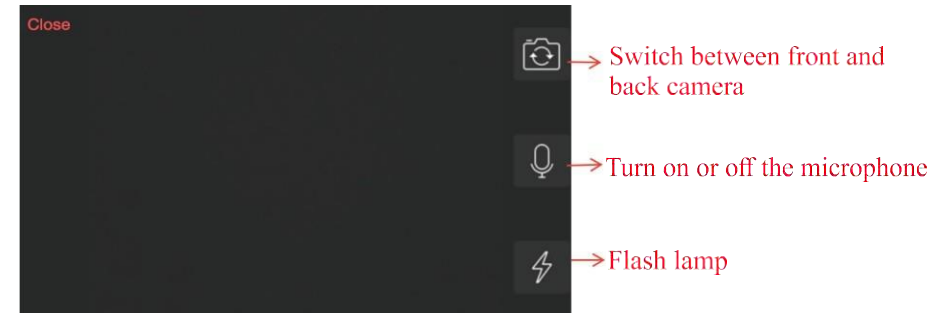 Close
Switch between front and
back camera
Turn on or off the microphone
Flash lamp